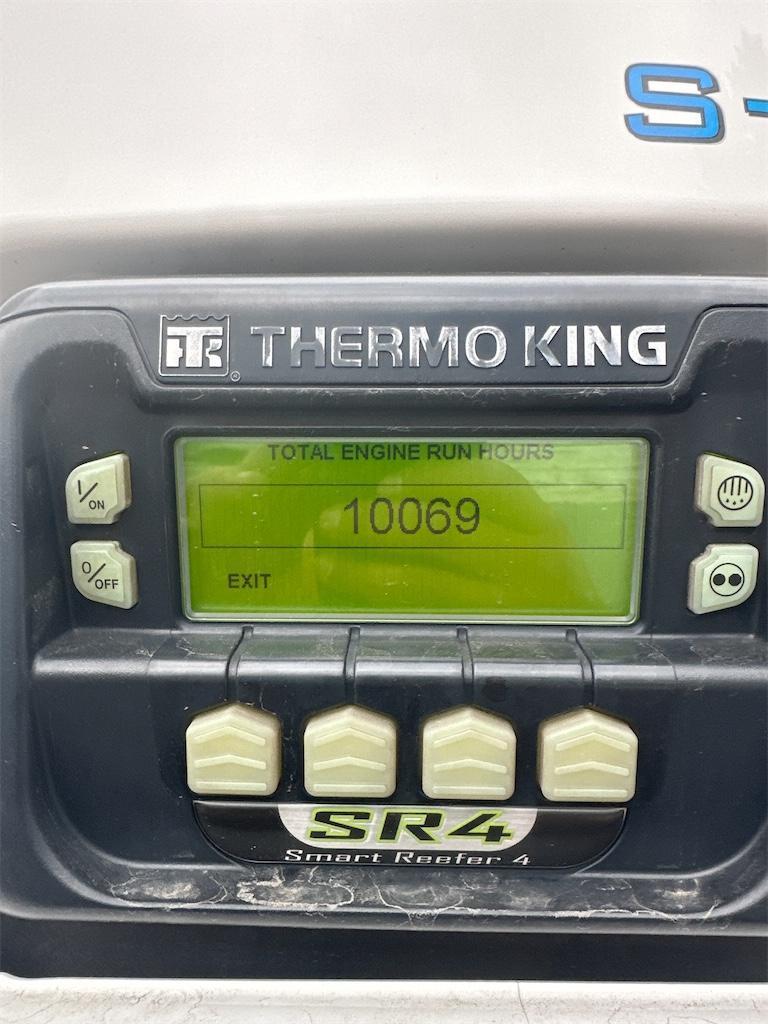 S-
THERMO KING
TOTAL ENGINE RUN HOURS
I/ON
10069
O/OFF
EXIT
SR4
Smart Reefer 4